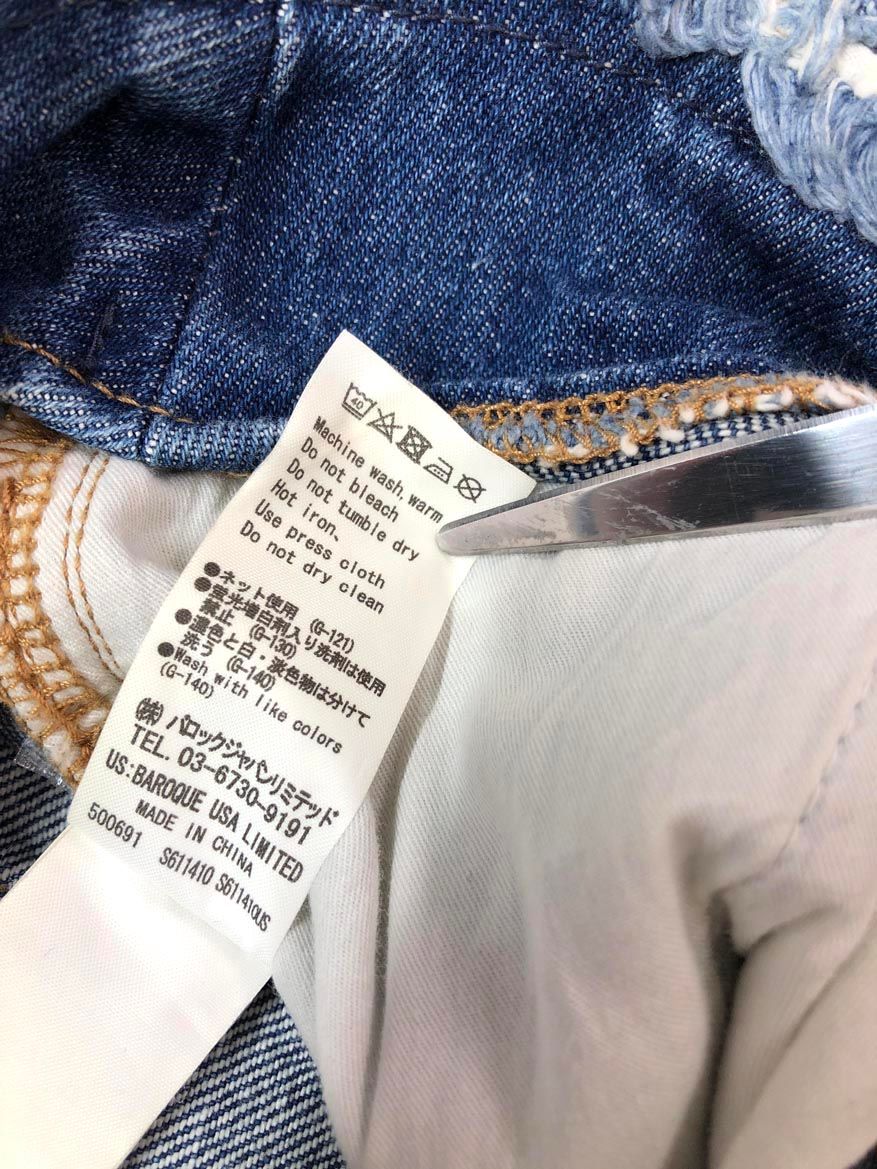 40
Machine wash, warm
Do not bleach
Do not tumble dry
Hot iron、
Use press cloth
Do not dry clean
●ネット使用 (G-121)
●蛍光増白剤入り洗剤は使用
禁止 (G-130)
●濃色と白・淡色物は分けて
洗う (G-140)
●Wash with like colors
(G-140)
(株) バロックジャパンリミテッド
TEL. 03-6730-9191
US:BAROQUE USA LIMITED
MADE IN CHINA
500691 S611410 S611410US